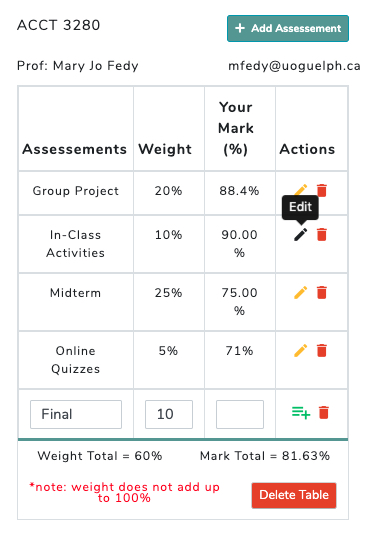 ACCT 3280
+ Add Assessement
Prof: Mary Jo Fedy
mfedy@uoguelph.ca
Assessements Weight Your Mark (%) Actions
Group Project 20% 88.4%
Edit
In-Class Activities 10% 90.00 %
Midterm 25% 75.00 %
Online Quizzes 5% 71%
Final 10
Weight Total = 60% Mark Total = 81.63%
*note: weight does not add up
to 100%
Delete Table